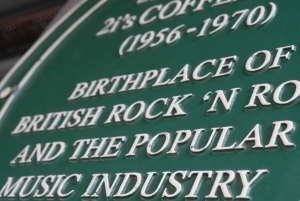 2i's COFFE
(1956-1970)
BIRTHPLACE OF
BRITISH ROCK 'N RO
AND THE POPULAR
MUSIC INDUSTRY